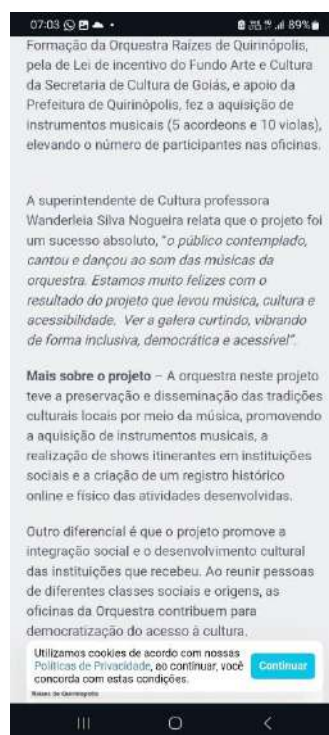 07:03
89%
Formação da Orquestra Raízes de Quirinópolis,
pela de Lei de incentivo do Fundo Arte e Cultura
da Secretaria de Cultura de Goiás, e apoio da
Prefeitura de Quirinópolis, fez a aquisição de
instrumentos musicais (5 acordeons e 10 violas),
elevando o número de participantes nas oficinas.
A superintendente de Cultura professora
Wanderleia Silva Nogueira relata que o projeto foi
um sucesso absoluto, “o público contemplado,
cantou e dançou ao som das músicas da
orquestra. Estamos muito felizes com o
resultado do projeto que levou música, cultura e
acessibilidade. Ver a galera curtindo, vibrando
de forma inclusiva, democrática e acessível”.
Mais sobre o projeto – A orquestra neste projeto
teve a preservação e disseminação das tradições
culturais locais por meio da música, promovendo
a aquisição de instrumentos musicais, a
realização de shows itinerantes em instituições
sociais e a criação de um registro histórico
online e físico das atividades desenvolvidas.
Outro diferencial é que o projeto promove a
integração social e o desenvolvimento cultural
das instituições que recebeu. Ao reunir pessoas
de diferentes classes sociais e origens, as
oficinas da Orquestra contribuem para
democratização do acesso à cultura.
Utilizamos cookies de acordo com nossas
Políticas de Privacidade, ao continuar, você
concorda com estas condições.
Continuar
Raízes de Quirinópolis